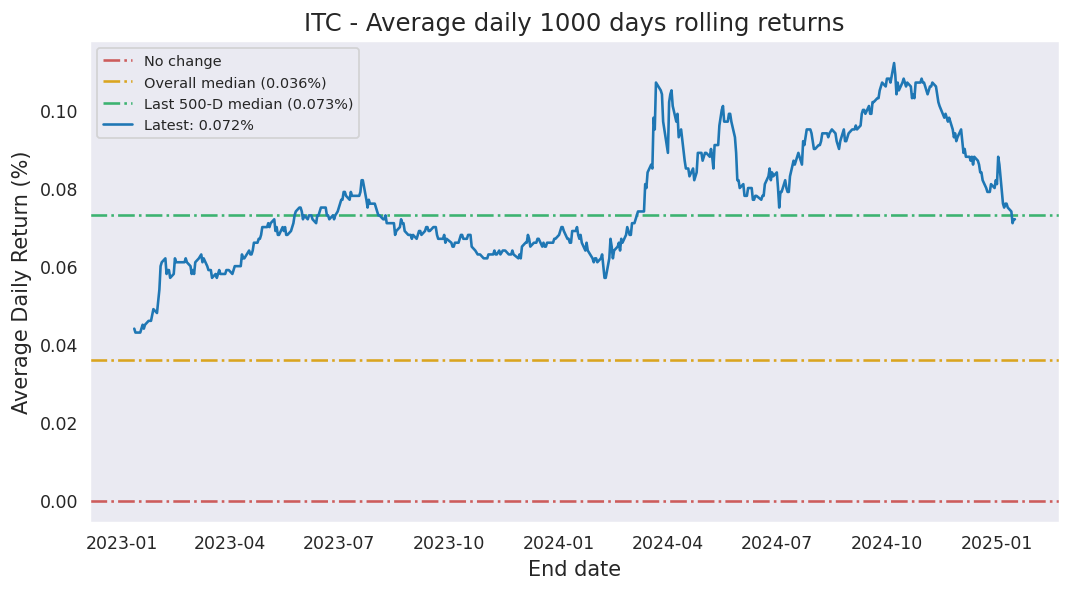 ITC - Average daily 1000 days rolling returns
No change
Overall median (0.036%)
Last 500-D median (0.073%)
Latest: 0.072%
Average Daily Return (%)
0.10
0.08
0.06
0.04
0.02
0.00
2023-01 2023-04 2023-07 2023-10 2024-01 2024-04 2024-07 2024-10 2025-01
End date